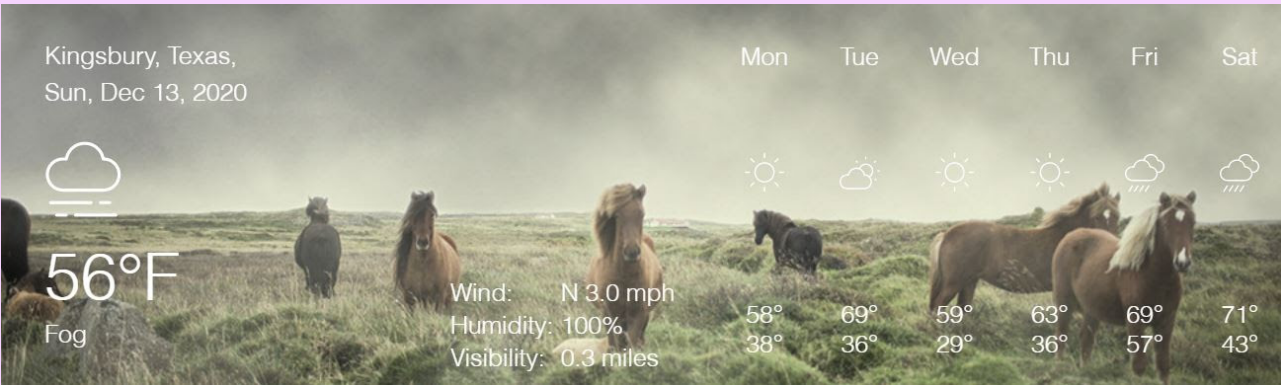 Kingsbury, Texas,
Sun, Dec 13, 2020
56°F
Fog
Wind: N 3.0 mph
Humidity: 100%
Visibility: 0.3 miles
Mon Tue Wed Thu Fri Sat
58° 69° 59° 63° 69° 71°
38° 36° 29° 36° 57° 43°